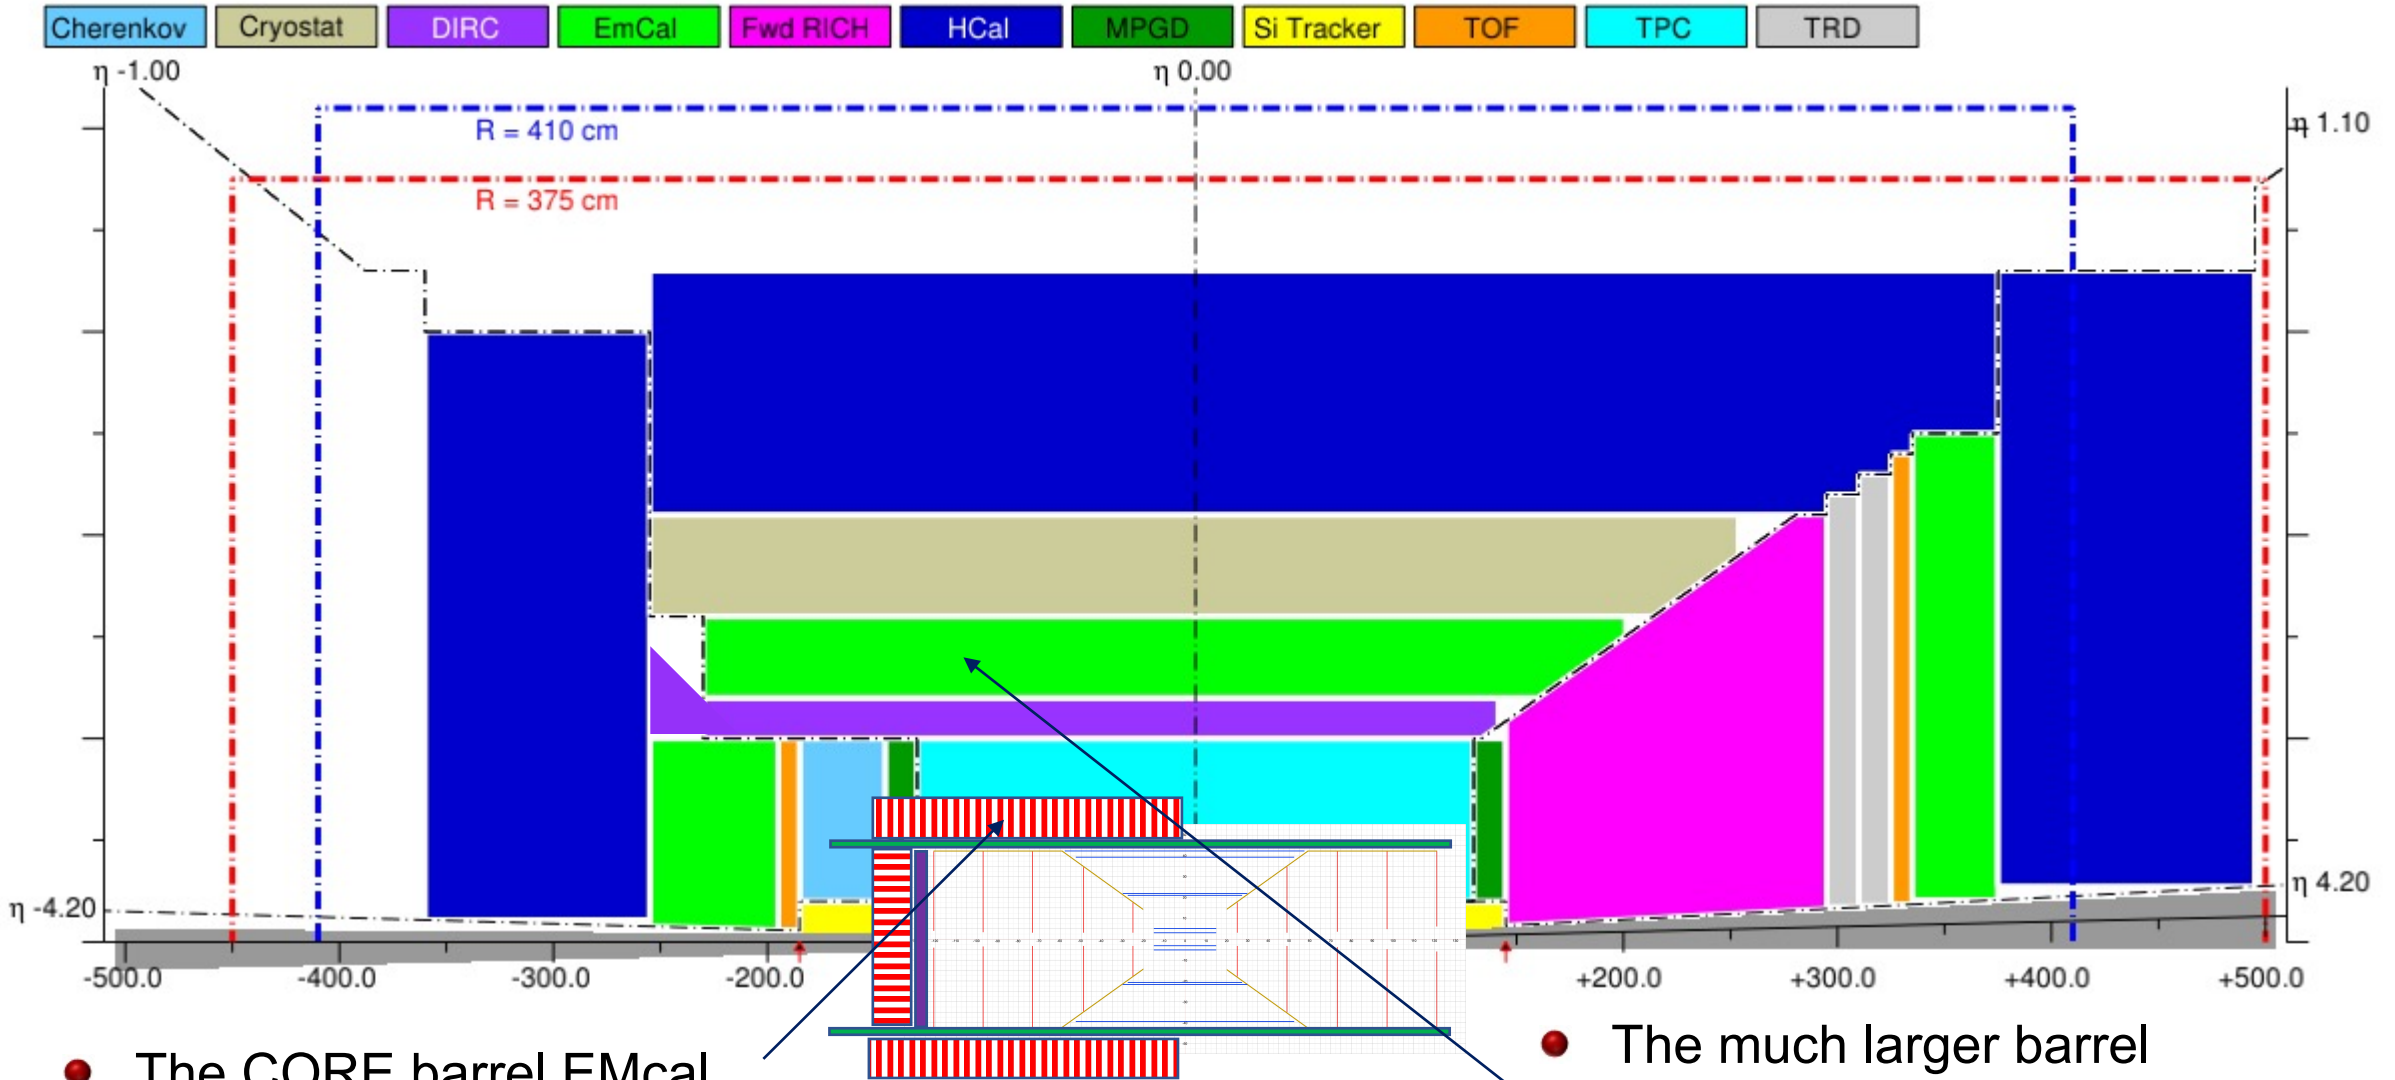 Cherenkov Cryostat DIRC EmCal Fwd RICH HCal MPGD Si Tracker TOF TPC TRD
η -1.00 η 0.00
η 1.10
R = 410 cm
R = 375 cm
η -4.20 η 4.20
-500.0 -400.0 -300.0 -200.0 +200.0 +300.0 +400.0 +500.0
The much larger barrel
The CORE barrel EMcal